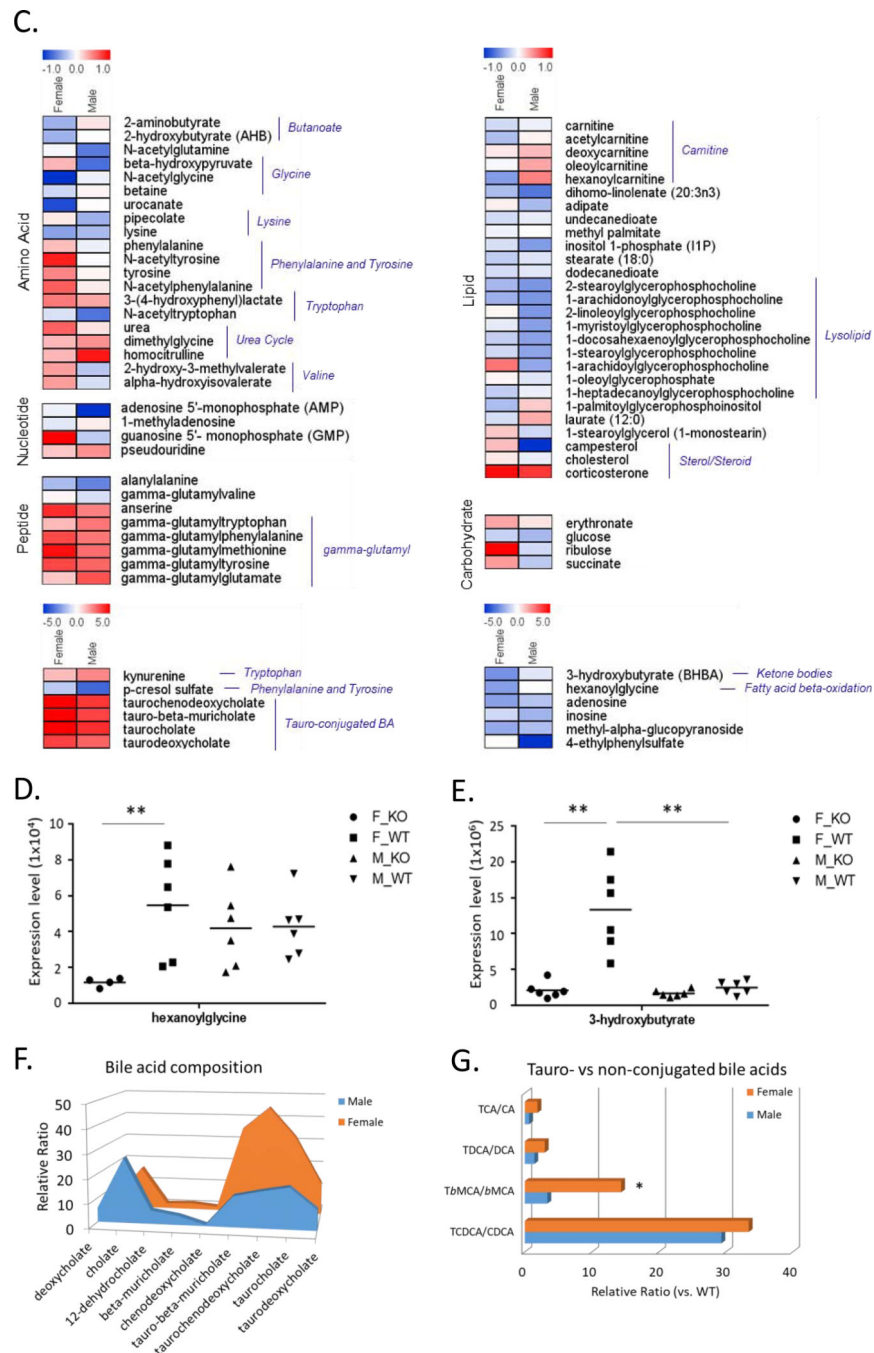 C.
-1.0 0.0 1.0
Female
Male
Amino Acid
2-aminobutyrate
2-hydroxybutyrate (AHB)
Butanoate
N-acetylglutamine
beta-hydroxypyruvate
N-acetylglycine
Glycine
betaine
urocanate
pipecolate
lysine
Lysine
phenylalanine
N-acetyltyrosine
tyrosine
N-acetylphenylalanine
Phenylalanine and Tyrosine
3-(4-hydroxyphenyl)lactate
N-acetyltryptophan
Tryptophan
urea
dimethylglycine
homocitrulline
Urea Cycle
2-hydroxy-3-methylvalerate
alpha-hydroxyisovalerate
Valine
Nucleotide
adenosine 5'-monophosphate (AMP)
1-methyladenosine
guanosine 5'- monophosphate (GMP)
pseudouridine
Peptide
alanylalanine
gamma-glutamylvaline
anserine
gamma-glutamyltryptophan
gamma-glutamylphenylalanine
gamma-glutamylmethionine
gamma-glutamyltyrosine
gamma-glutamylglutamate
gamma-glutamyl
-5.0 0.0 5.0
Female
Male
kynurenine
Tryptophan
p-cresol sulfate
Phenylalanine and Tyrosine
taurochenodeoxycholate
tauro-beta-muricholate
taurocholate
taurodeoxycholate
Tauro-conjugated BA
-1.0 0.0 1.0
Female
Male
Lipid
carnitine
acetylcarnitine
deoxycarnitine
oleoylcarnitine
hexanoylcarnitine
Carnitine
dihomo-linolenate (20:3n3)
adipate
undecanedioate
methyl palmitate
inositol 1-phosphate (I1P)
stearate (18:0)
dodecanedioate
2-stearoylglycerophosphocholine
1-arachidonoylglycerophosphocholine
2-linoleoylglycerophosphocholine
1-myristoylglycerophosphocholine
1-docosahexaenoylglycerophosphocholine
1-stearoylglycerophosphocholine
1-arachidoylglycerophosphocholine
1-oleoylglycerophosphate
1-heptadecanoylglycerophosphocholine
Lysolipid
1-palmitoylglycerophosphoinositol
laurate (12:0)
1-stearoylglycerol (1-monostearin)
campesterol
cholesterol
corticosterone
Sterol/Steroid
Carbohydrate
erythronate
glucose
ribulose
succinate
-5.0 0.0 5.0
Female
Male
3-hydroxybutyrate (BHBA)
Ketone bodies
hexanoylglycine
Fatty acid beta-oxidation
adenosine
inosine
methyl-alpha-glucopyranoside
4-ethylphenylsulfate
D.
Expression level (1x10⁴)
10
8
6
4
2
0
**
hexanoylglycine
F_KO
F_WT
M_KO
M_WT
E.
Expression level (1x10⁶)
25
20
15
10
5
0
**
**
3-hydroxybutyrate
F_KO
F_WT
M_KO
M_WT
F.
Bile acid composition
Male
Female
Relative Ratio
50
40
30
20
10
0
deoxycholate
cholate
12-dehydrocholate
beta-muricholate
chenodeoxycholate
tauro-beta-muricholate
taurochenodeoxycholate
taurocholate
taurodeoxycholate
G.
Tauro- vs non-conjugated bile acids
Female
Male
TCA/CA
TDCA/DCA
TbMCA/bMCA
*
TCDCA/CDCA
0 10 20 30 40
Relative Ratio (vs. WT)